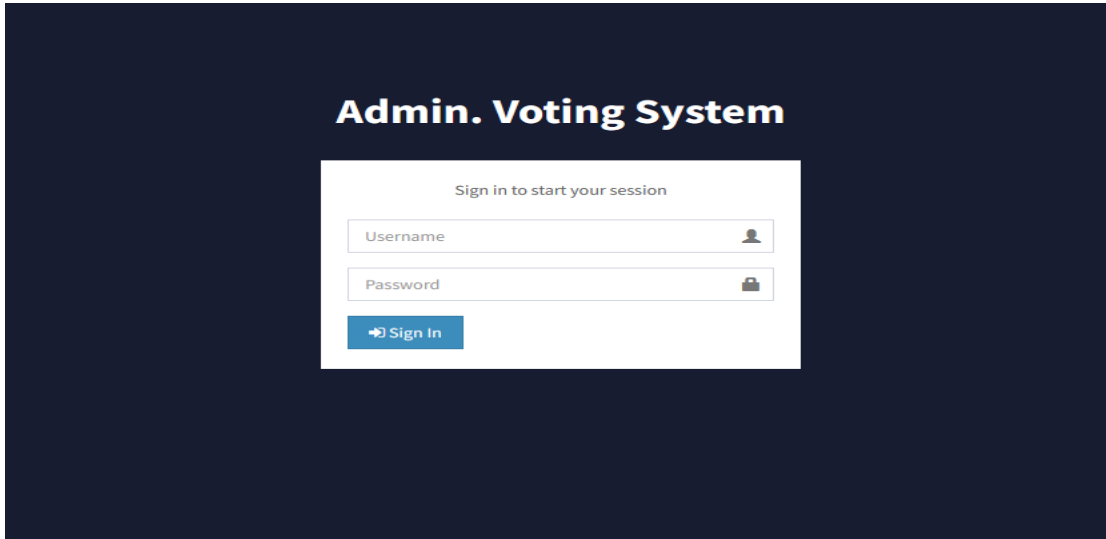 Admin. Voting System
Sign in to start your session
Username
Password
Sign In